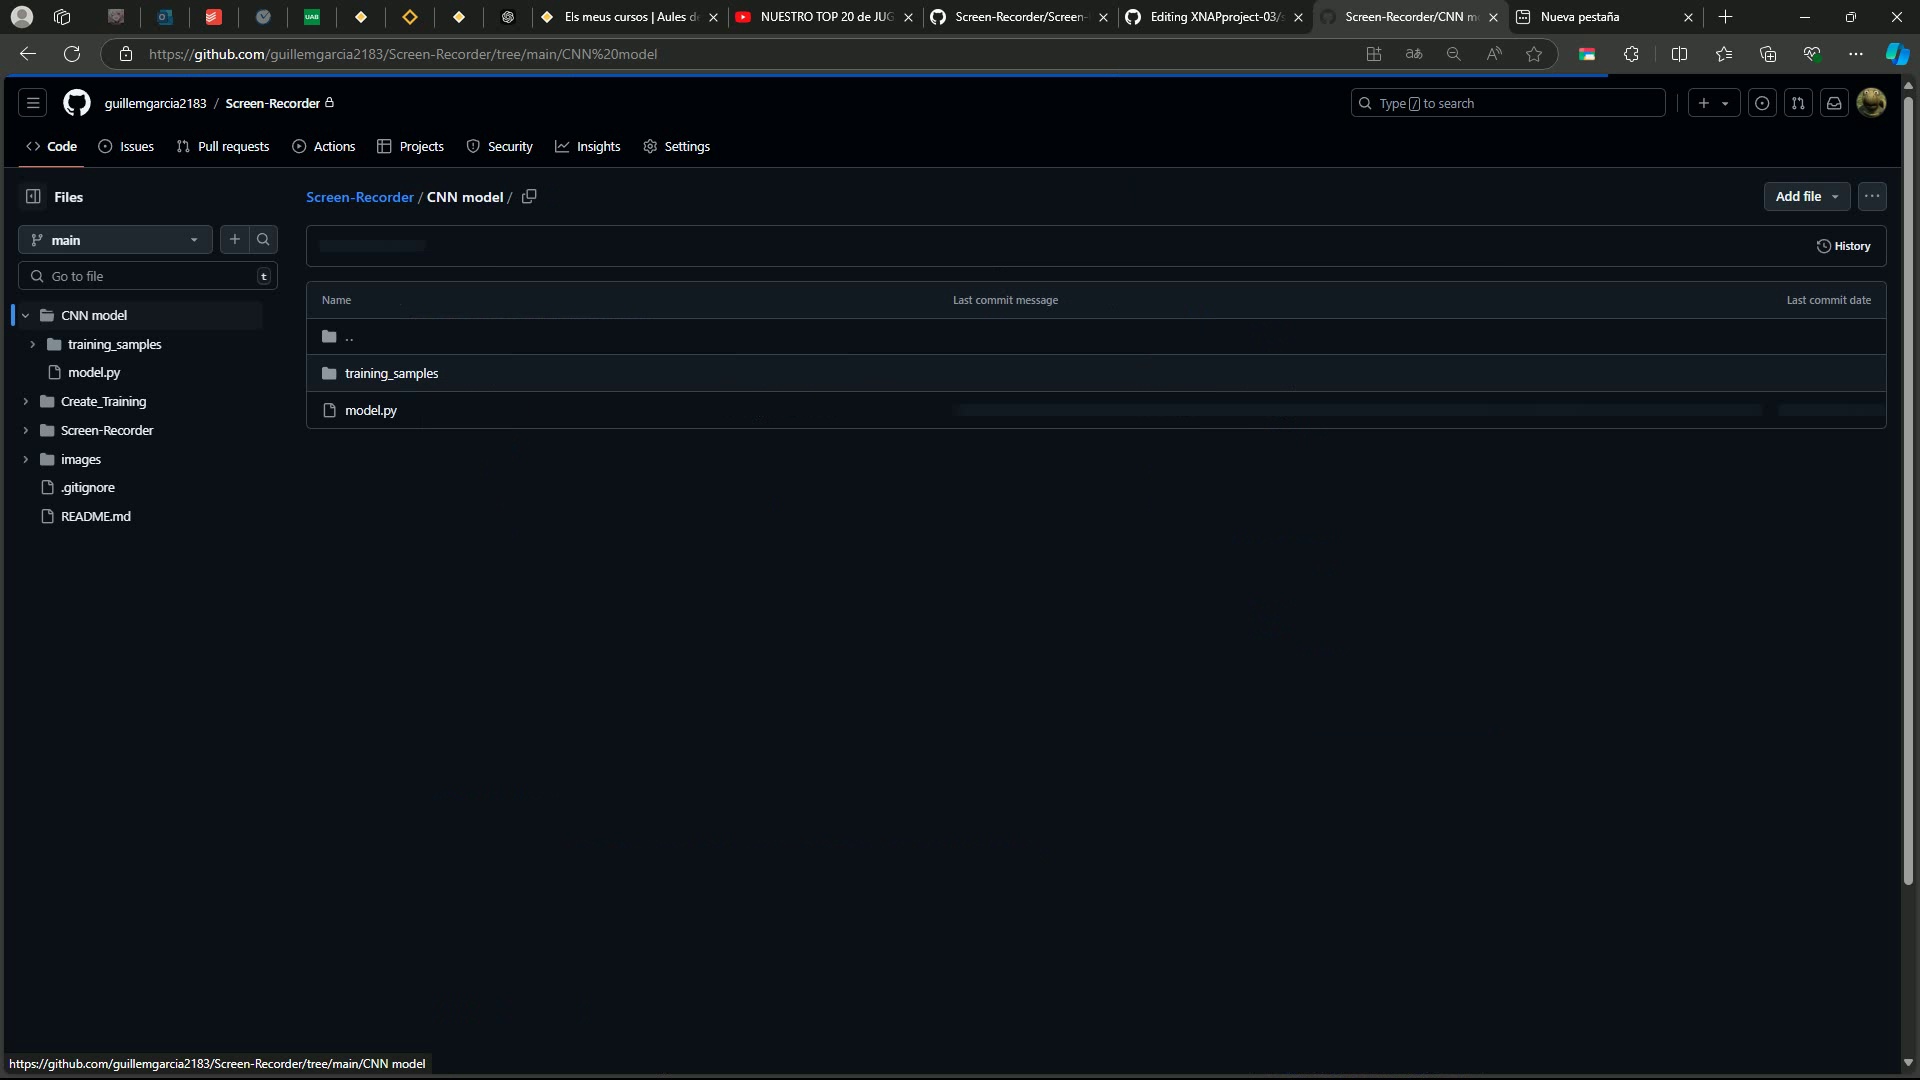 UAB
Els meus cursos | Aules d
NUESTRO TOP 20 de JUG
Screen-Recorder/Screen-
Editing XNAPproject-03/s
Screen-Recorder/CNN m
Nueva pestaña
https://github.com/guillemgarcia2183/Screen-Recorder/tree/main/CNN%20model
guillemgarcia2183 / Screen-Recorder
Type / to search
Code
Issues
Pull requests
Actions
Projects
Security
Insights
Settings
Files
Screen-Recorder / CNN model /
Add file
main
History
Go to file
t
Name
Last commit message
Last commit date
CNN model
training_samples
model.py
Create_Training
Screen-Recorder
images
.gitignore
README.md
..
training_samples
model.py
https://github.com/guillemgarcia2183/Screen-Recorder/tree/main/CNN model